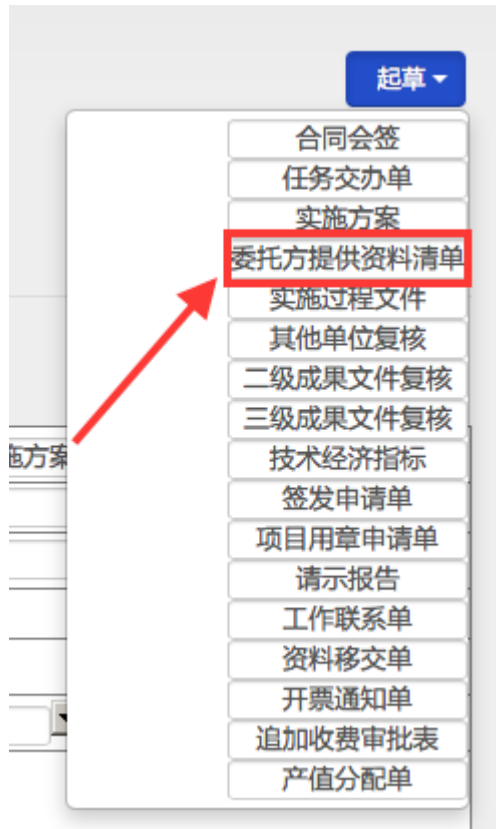 起草
合同会签
任务交办单
实施方案
委托方提供资料清单
实施过程文件
其他单位复核
二级成果文件复核
三级成果文件复核
施方案
技术经济指标
签发申请单
项目用章申请单
请示报告
工作联系单
资料移交单
开票通知单
追加收费审批表
产值分配单